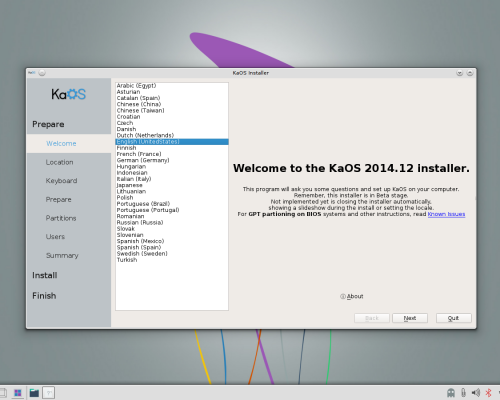 KaOS Installer
KaOS
Prepare
Welcome
Location
Keyboard
Prepare
Partitions
Users
Summary
Install
Finish
Arabic (Egypt)
Asturian
Catalan (Spain)
Chinese (China)
Chinese (Taiwan)
Croatian
Czech
Danish
Dutch (Netherlands)
English (UnitedStates)
Finnish
French (France)
German (Germany)
Hungarian
Indonesian
Italian (Italy)
Japanese
Lithuanian
Polish
Portuguese (Brazil)
Portuguese (Portugal)
Romanian
Russian (Russia)
Slovak
Slovenian
Spanish (Mexico)
Spanish (Spain)
Swedish (Sweden)
Turkish
Welcome to the KaOS 2014.12 installer.
This program will ask you some questions and set up KaOS on your computer.
Remember, this installer is in Beta stage.
Not implemented yet is closing the installer automatically,
showing a slideshow during the install or setting the locale.
For GPT partioning on BIOS systems and other instructions, read Known Issues
About
Back
Next
Quit